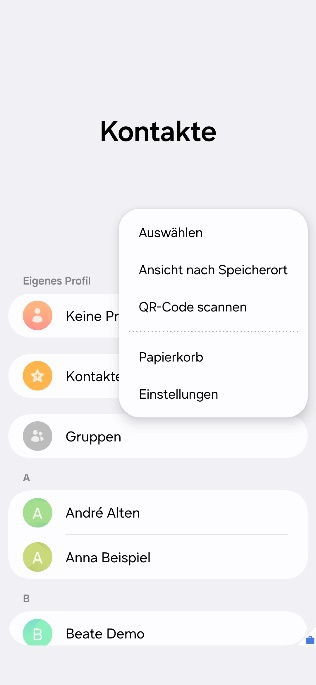 Kontakte
Auswählen
Ansicht nach Speicherort
QR-Code scannen
Papierkorb
Einstellungen
Eigenes Profil
Keine Pr
Kontakte
Gruppen
A
A André Alten
A Anna Beispiel
B
B Beate Demo